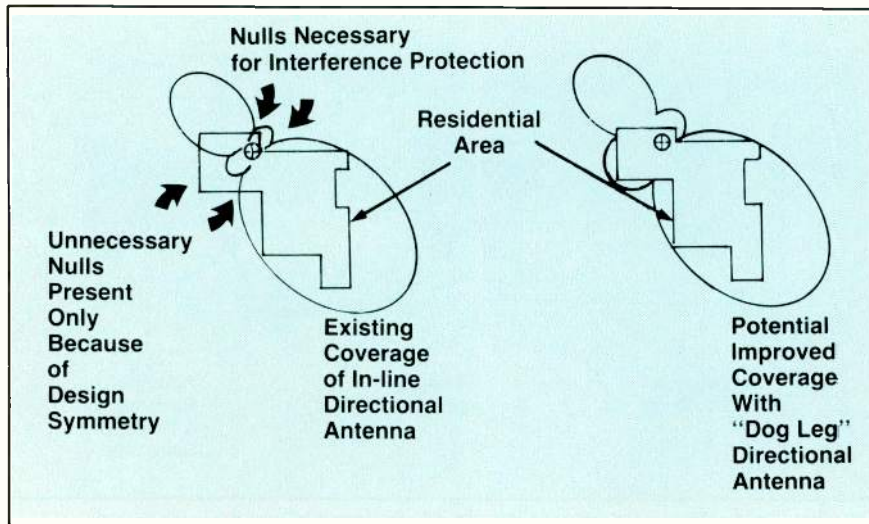 Nulls Necessary
for Interference Protection
Residential
Area
Unnecessary
Nulls
Present
Only
Because
of
Design
Symmetry
Existing
Coverage
of In-line
Directional
Antenna
Potential
Improved
Coverage
With
"Dog Leg"
Directional
Antenna